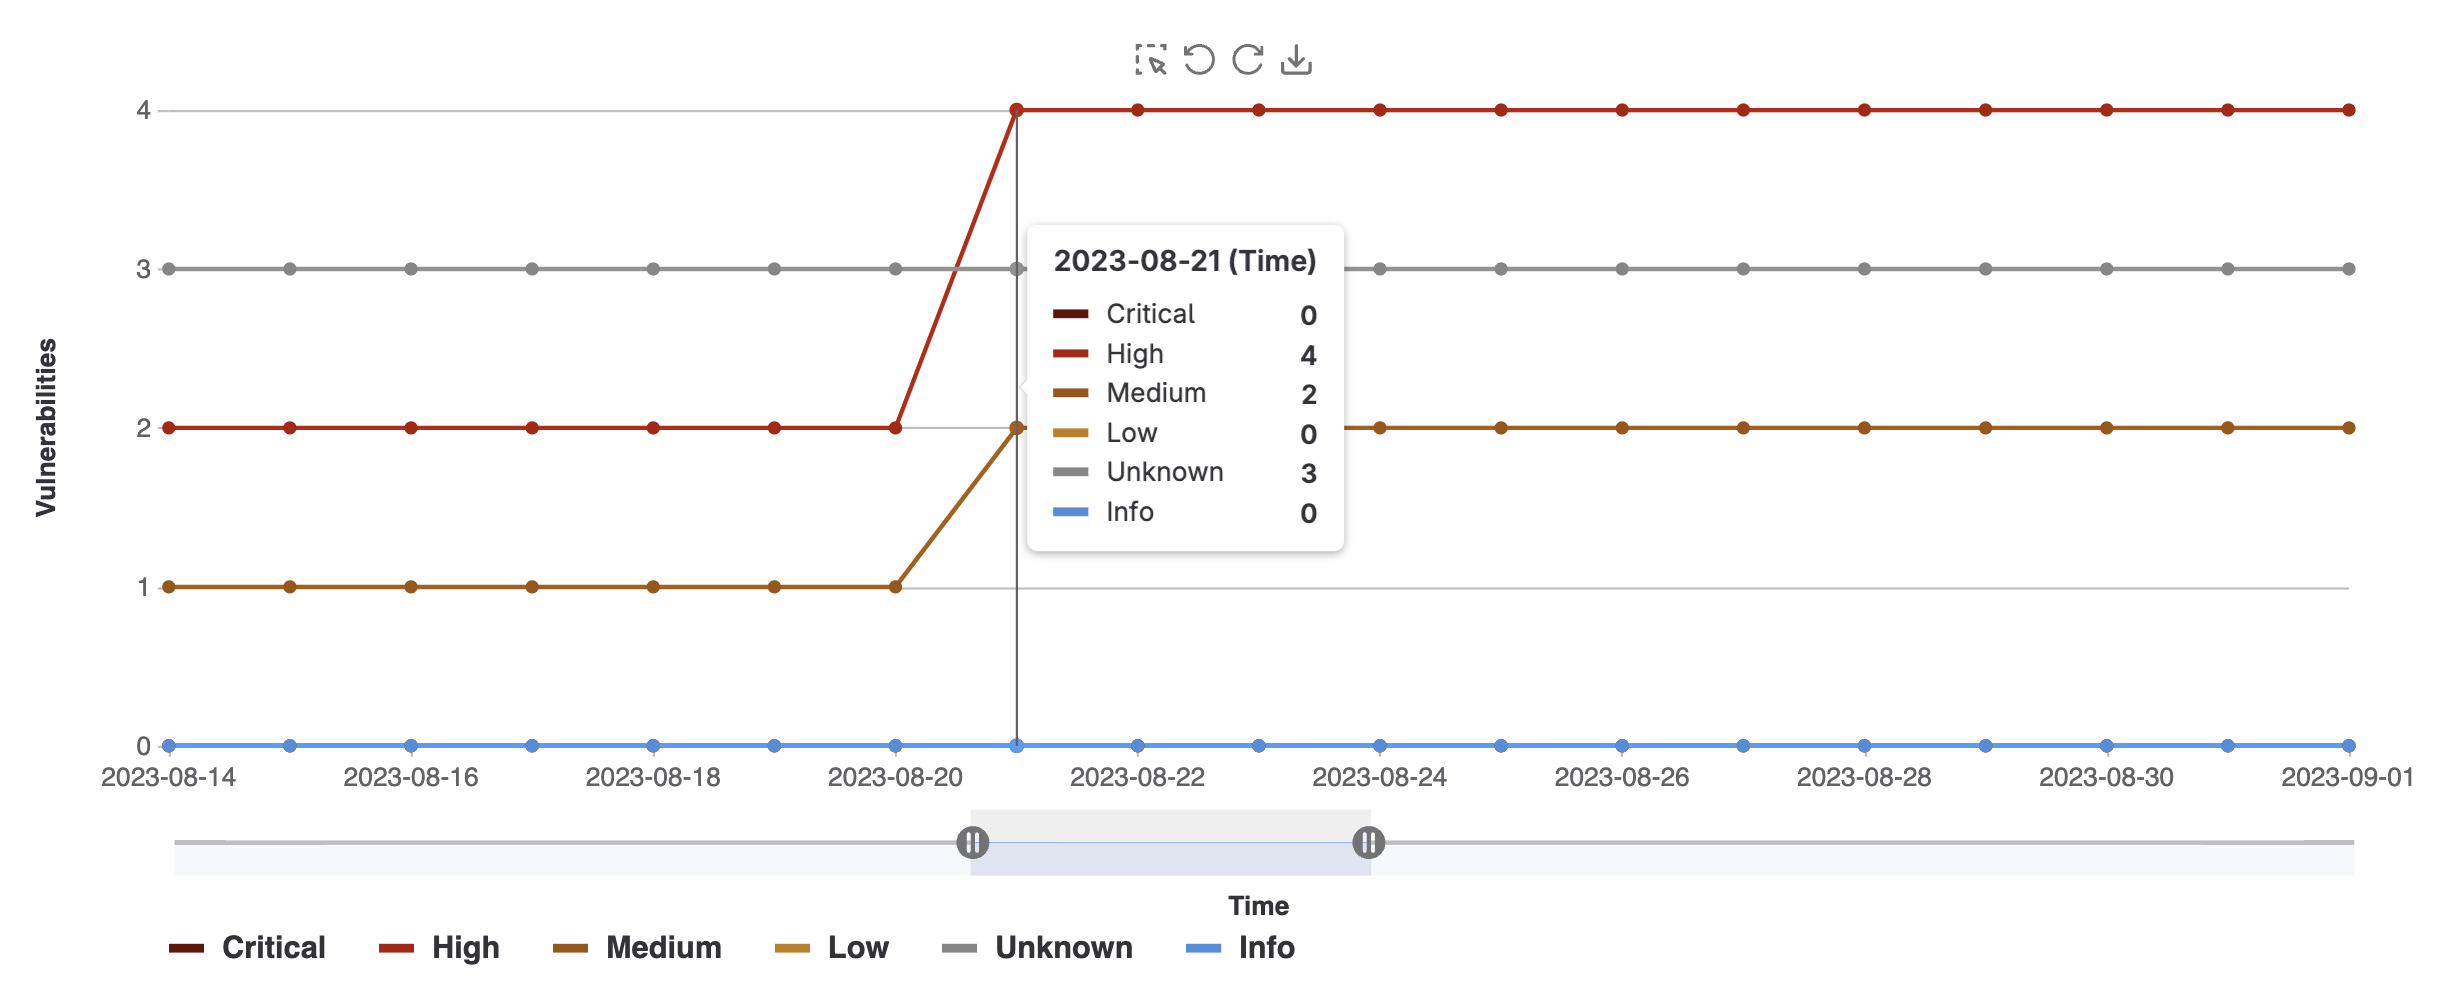 4
3
2
1
0
Vulnerabilities
2023-08-21 (Time)
Critical 0
High 4
Medium 2
Low 0
Unknown 3
Info 0
2023-08-14 2023-08-16 2023-08-18 2023-08-20 2023-08-22 2023-08-24 2023-08-26 2023-08-28 2023-08-30 2023-09-01
Time
Critical High Medium Low Unknown Info